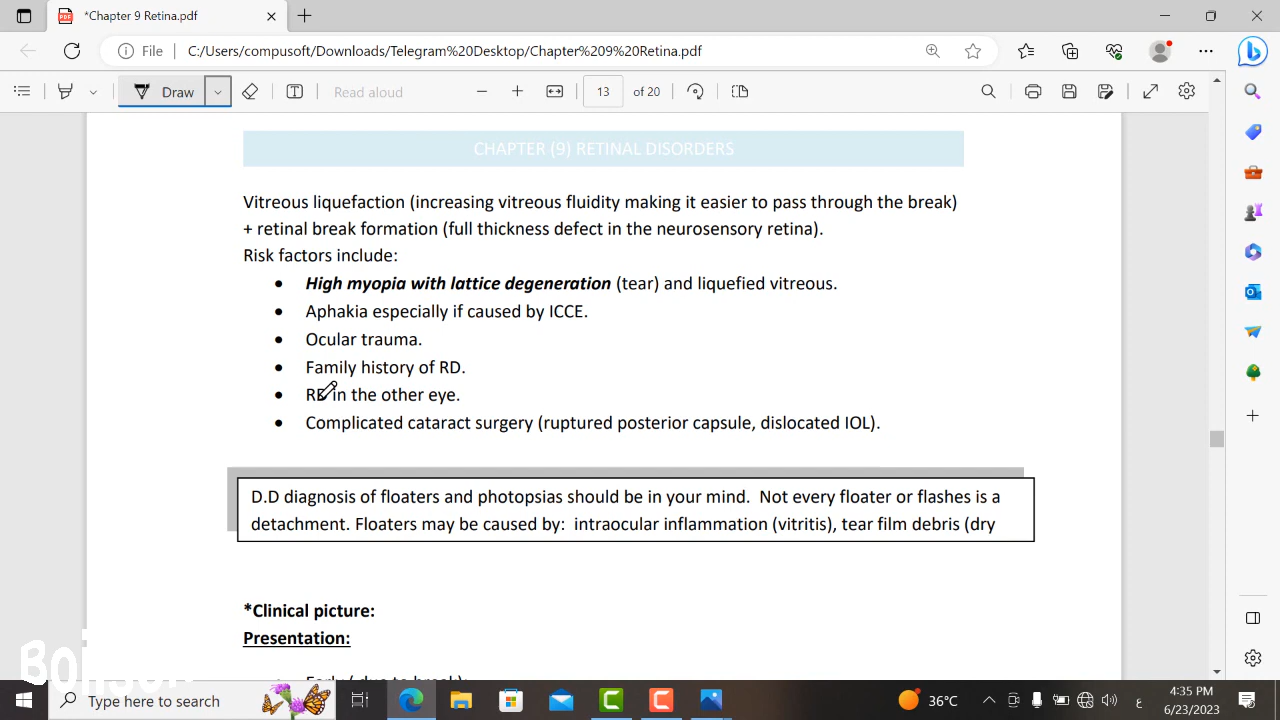 *Chapter 9 Retina.pdf
File C:/Users/compusoft/Downloads/Telegram%20Desktop/Chapter%209%20Retina.pdf
Draw Read aloud 13 of 20
CHAPTER (9) RETINAL DISORDERS
Vitreous liquefaction (increasing vitreous fluidity making it easier to pass through the break)
+ retinal break formation (full thickness defect in the neurosensory retina).
Risk factors include:
• High myopia with lattice degeneration (tear) and liquefied vitreous.
• Aphakia especially if caused by ICCE.
• Ocular trauma.
• Family history of RD.
• RD in the other eye.
• Complicated cataract surgery (ruptured posterior capsule, dislocated IOL).
D.D diagnosis of floaters and photopsias should be in your mind.  Not every floater or flashes is a
detachment. Floaters may be caused by:  intraocular inflammation (vitritis), tear film debris (dry
*Clinical picture:
Presentation:
Type here to search
36°C
ع
4:35 PM
6/23/2023